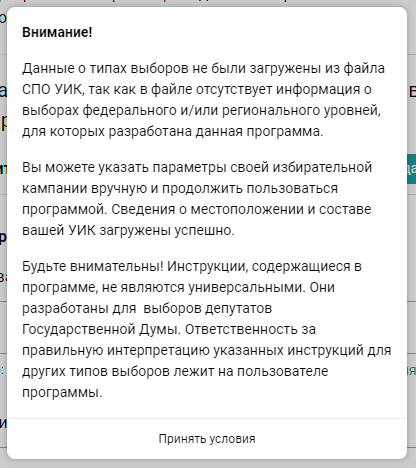 Внимание!
Данные о типах выборов не были загружены из файла
СПО УИК, так как в файле отсутствует информация о
выборах федерального и/или регионального уровней,
для которых разработана данная программа.
Вы можете указать параметры своей избирательной
кампании вручную и продолжить пользоваться
программой. Сведения о местоположении и составе
вашей УИК загружены успешно.
Будьте внимательны! Инструкции, содержащиеся в
программе, не являются универсальными. Они
разработаны для  выборов депутатов
Государственной Думы. Ответственность за
правильную интерпретацию указанных инструкций для
других типов выборов лежит на пользователе
программы.
Принять условия